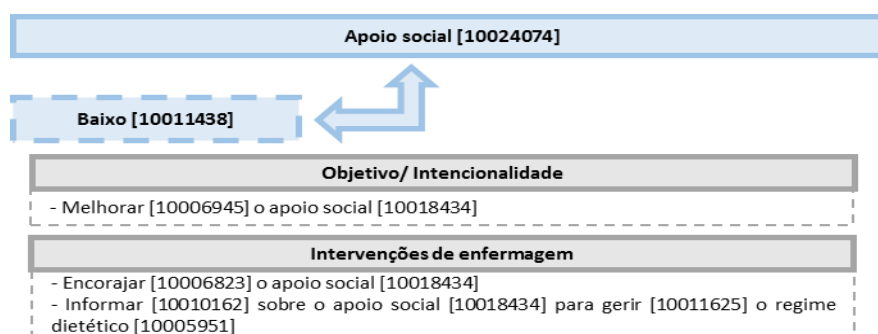 Apoio social [10024074]
Baixo [10011438]
Objetivo/ Intencionalidade
- Melhorar [10006945] o apoio social [10018434]
Intervenções de enfermagem
- Encorajar [10006823] o apoio social [10018434]
- Informar [10010162] sobre o apoio social [10018434] para gerir [10011625] o regime
dietético [10005951]